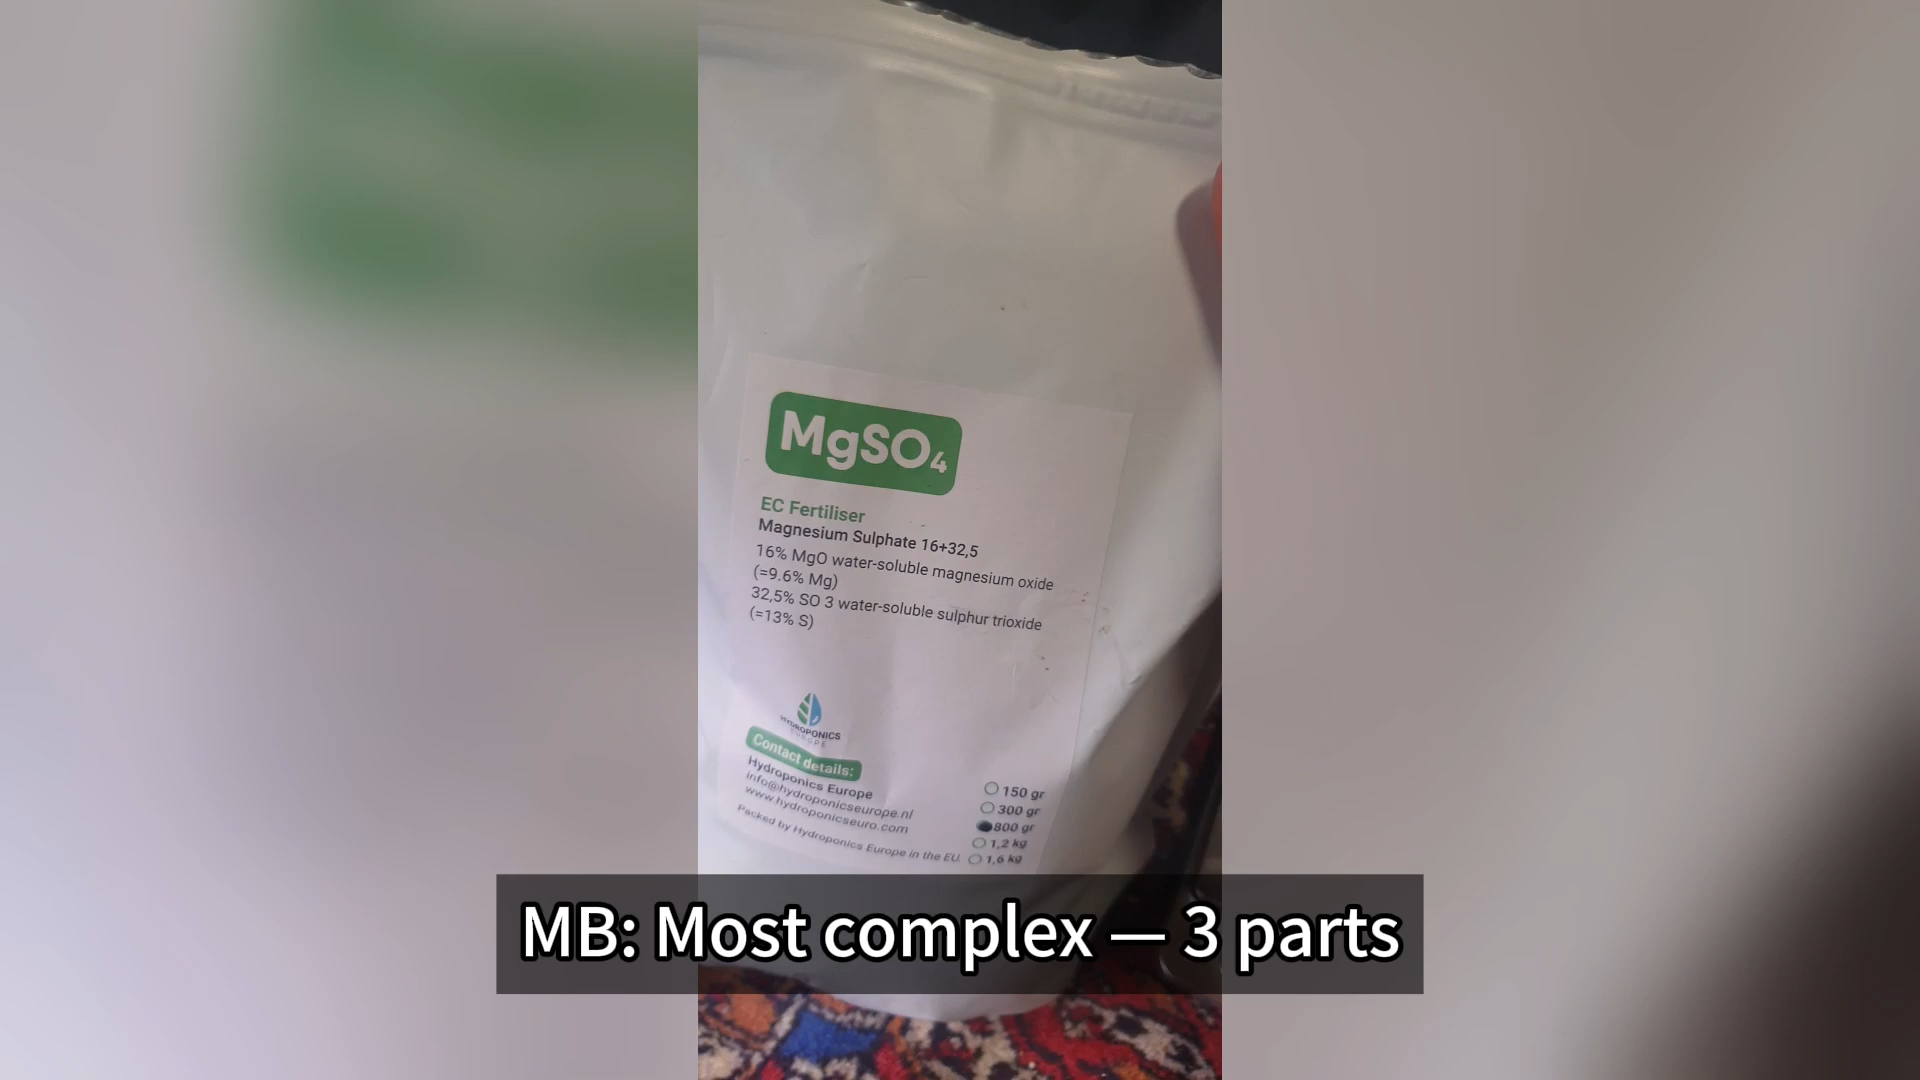 MgSO₄
EC Fertiliser
Magnesium Sulphate 16+32,5
16% MgO water-soluble magnesium oxide
(=9.6% Mg)
32,5% SO 3 water-soluble sulphur trioxide
(=13% S)
HYDROPONICS
EUROPE
Contact details:
Hydroponics Europe
info@hydroponicseurope.nl
www.hydroponicseuro.com
Packed by Hydroponics Europe in the EU.
150 gr
300 gr
800 gr
1,2 kg
1,6 kg
MB: Most complex — 3 parts